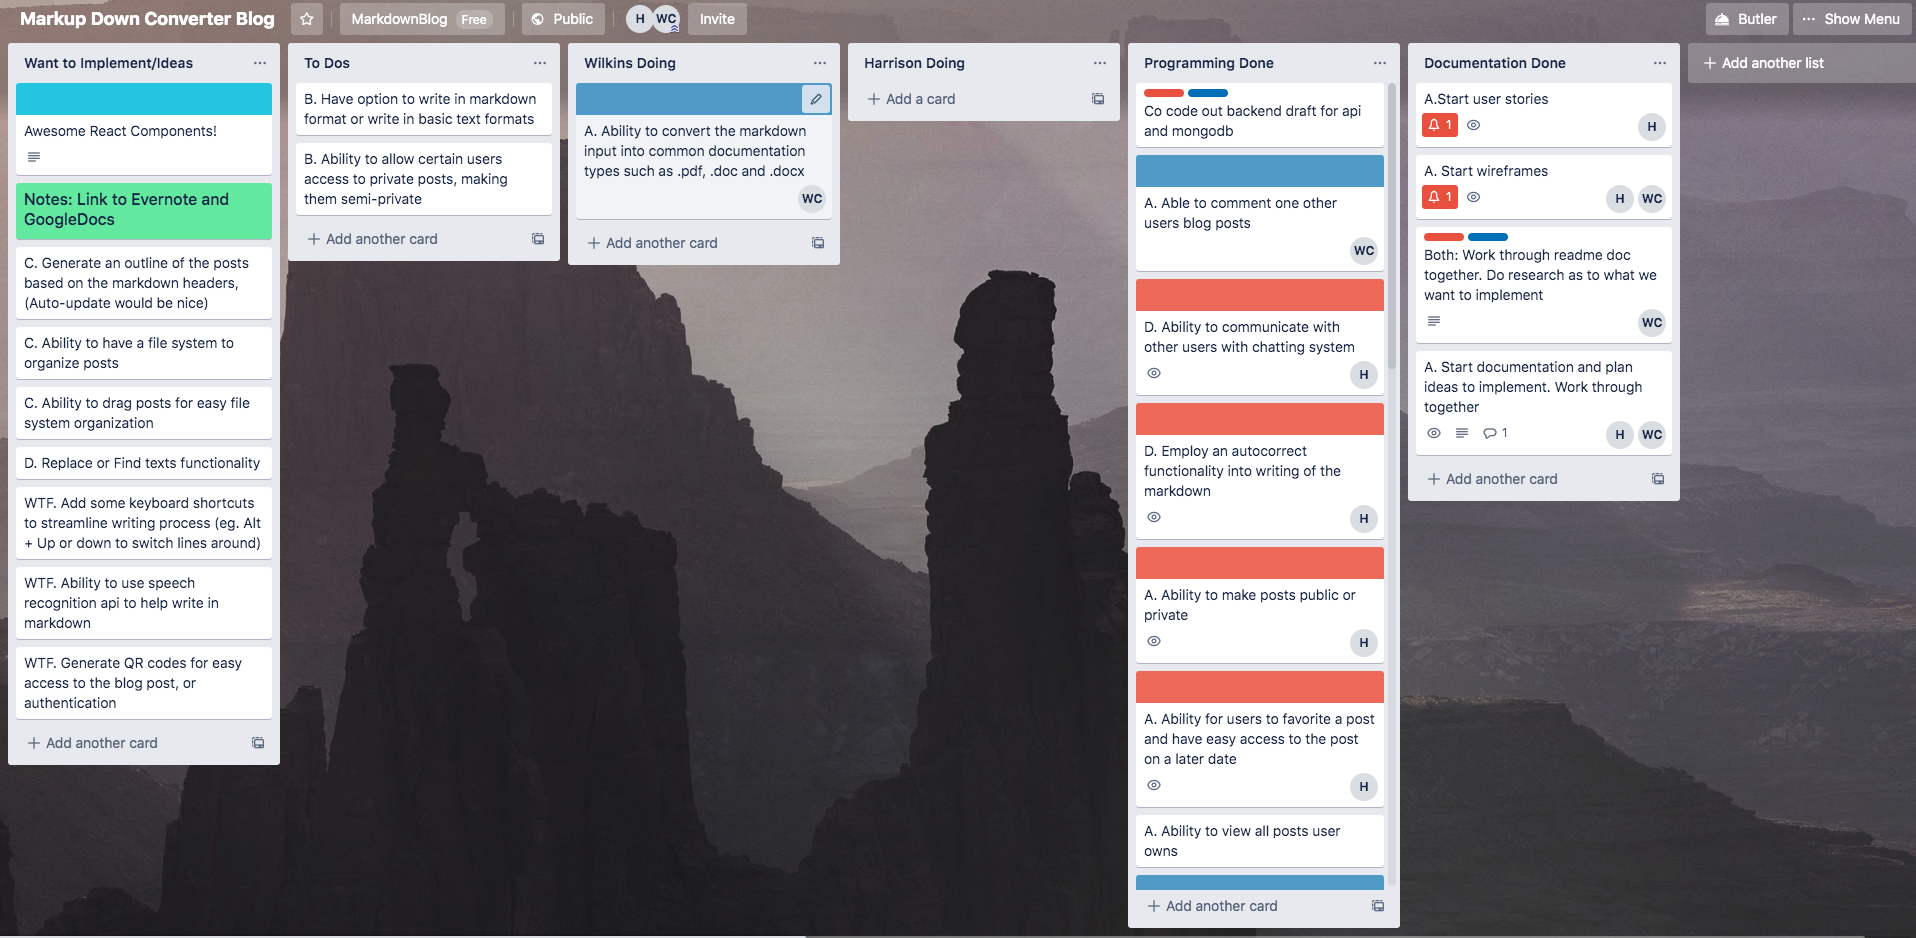 Markup Down Converter Blog
MarkdownBlog Free
Public
H WC
Invite
Butler
Show Menu
Want to Implement/Ideas
Awesome React Components!
Notes: Link to Evernote and
GoogleDocs
C. Generate an outline of the posts
based on the markdown headers,
(Auto-update would be nice)
C. Ability to have a file system to
organize posts
C. Ability to drag posts for easy file
system organization
D. Replace or Find texts functionality
WTF. Add some keyboard shortcuts
to streamline writing process (eg. Alt
+ Up or down to switch lines around)
WTF. Ability to use speech
recognition api to help write in
markdown
WTF. Generate QR codes for easy
access to the blog post, or
authentication
+ Add another card
To Dos
B. Have option to write in markdown
format or write in basic text formats
B. Ability to allow certain users
access to private posts, making
them semi-private
+ Add another card
Wilkins Doing
A. Ability to convert the markdown
input into common documentation
types such as .pdf, .doc and .docx
WC
+ Add another card
Harrison Doing
+ Add a card
Programming Done
Co code out backend draft for api
and mongodb
A. Able to comment one other
users blog posts
WC
D. Ability to communicate with
other users with chatting system
H
D. Employ an autocorrect
functionality into writing of the
markdown
H
A. Ability to make posts public or
private
H
A. Ability for users to favorite a post
and have easy access to the post
on a later date
H
A. Ability to view all posts user
owns
+ Add another card
Documentation Done
A.Start user stories
1
H
A. Start wireframes
1
H WC
Both: Work through readme doc
together. Do research as to what we
want to implement
WC
A. Start documentation and plan
ideas to implement. Work through
together
1
H WC
+ Add another card
+ Add another list